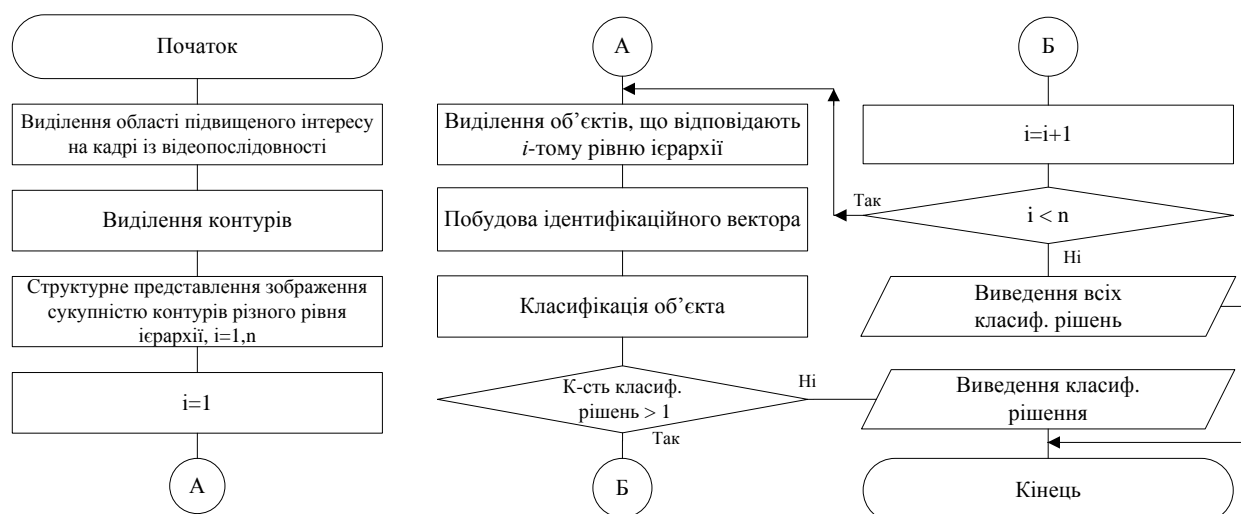 Початок
Виділення області підвищеного інтересу
на кадрі із відеопослідовності
Виділення контурів
Структурне представлення зображення
сукупністю контурів різного рівня
ієрархії, i=1,n
i=1
А
А
Виділення об’єктів, що відповідають
i-тому рівню ієрархії
Побудова ідентифікаційного вектора
Класифікація об’єкта
К-сть класиф.
рішень > 1
Ні
Так
Б
Б
i=i+1
Так
i < n
Ні
Виведення всіх
класиф. рішень
Виведення класиф.
рішення
Кінець